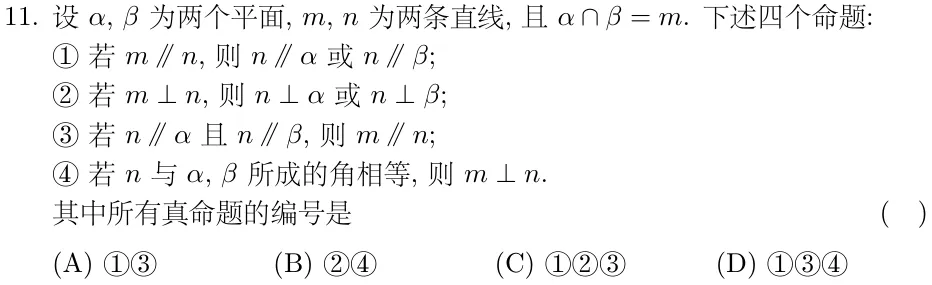 11. 设 α, β 为两个平面, m, n 为两条直线, 且 α∩β = m. 下述四个命题:
① 若 m∥n, 则 n∥α 或 n∥β;
② 若 m⊥n, 则 n⊥α 或 n⊥β;
③ 若 n∥α 且 n∥β, 则 m∥n;
④ 若 n 与 α, β 所成的角相等, 则 m⊥n.
其中所有真命题的编号是 ( )
(A) ①③ (B) ②④ (C) ①②③ (D) ①③④